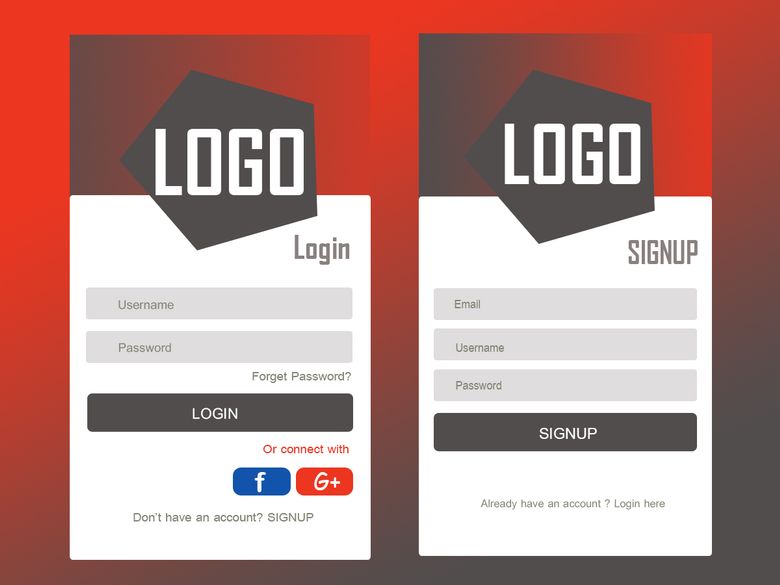 LOGO
Login
Username
Password
Forget Password?
LOGIN
Or connect with
f G+
Don't have an account? SIGNUP
LOGO
SIGNUP
Email
Username
Password
SIGNUP
Already have an account ? Login here